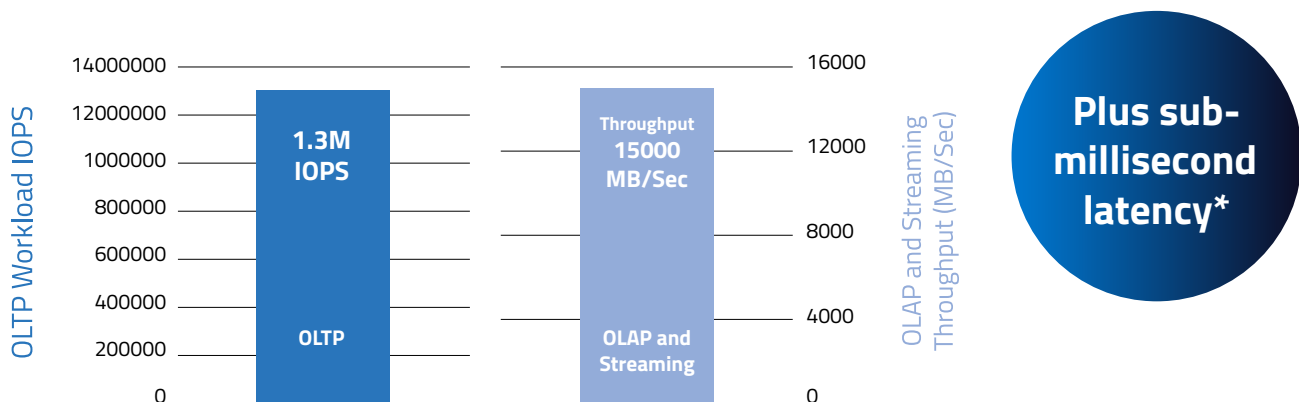 OLTP Workload IOPS
14000000
12000000
1000000
800000
600000
400000
200000
0
1.3M
IOPS
OLTP
Throughput
15000
MB/Sec
OLAP and
Streaming
16000
12000
8000
4000
0
OLAP and Streaming
Throughput (MB/Sec)
Plus sub-
millisecond
latency*